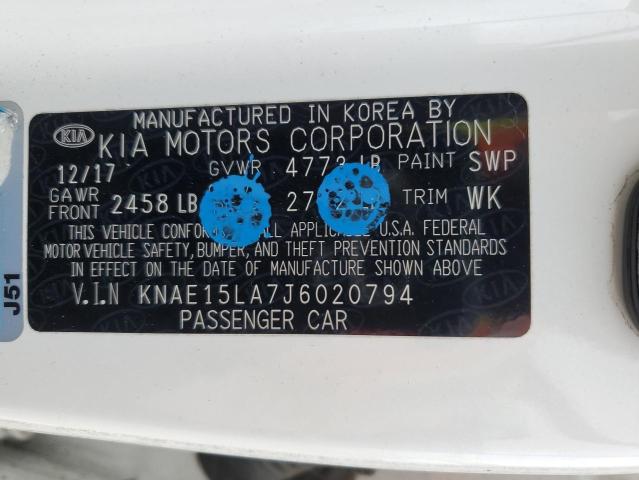 MANUFACTURED IN KOREA BY
KIA KIA MOTORS CORPORATION
12/17 GVWR 4773 LB PAINT SWP
GAWR
FRONT 2458 LB TRIM WK
THIS VEHICLE ALL U.S.A. FEDERAL
MOTOR VEHICLE SAFETY, BUMPER, AND THEFT PREVENTION STANDARDS
IN EFFECT ON THE DATE OF MANUFACTURE SHOWN ABOVE
V.I.N KNAE15LA7J6020794
PASSENGER CAR
J51